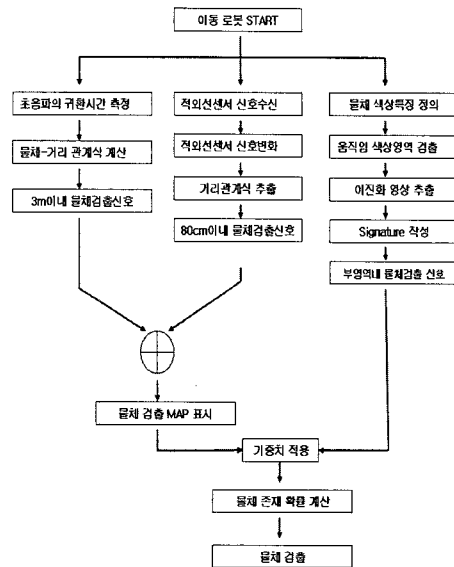 이동 로봇 START
초음파의 귀환시간 측정
물체-거리 관계식 계산
3m이내 물체검출신호
적외선센서 신호수신
적외선센서 신호변화
거리관계식 추출
80cm이내 물체검출신호
물체 색상특징 정의
움직임 색상영역 검출
이진화 영상 추출
Signature 작성
부영역내 물체검출 신호
물체 검출 MAP 표시
가중치 적용
물체 존재 확률 계산
물체 검출